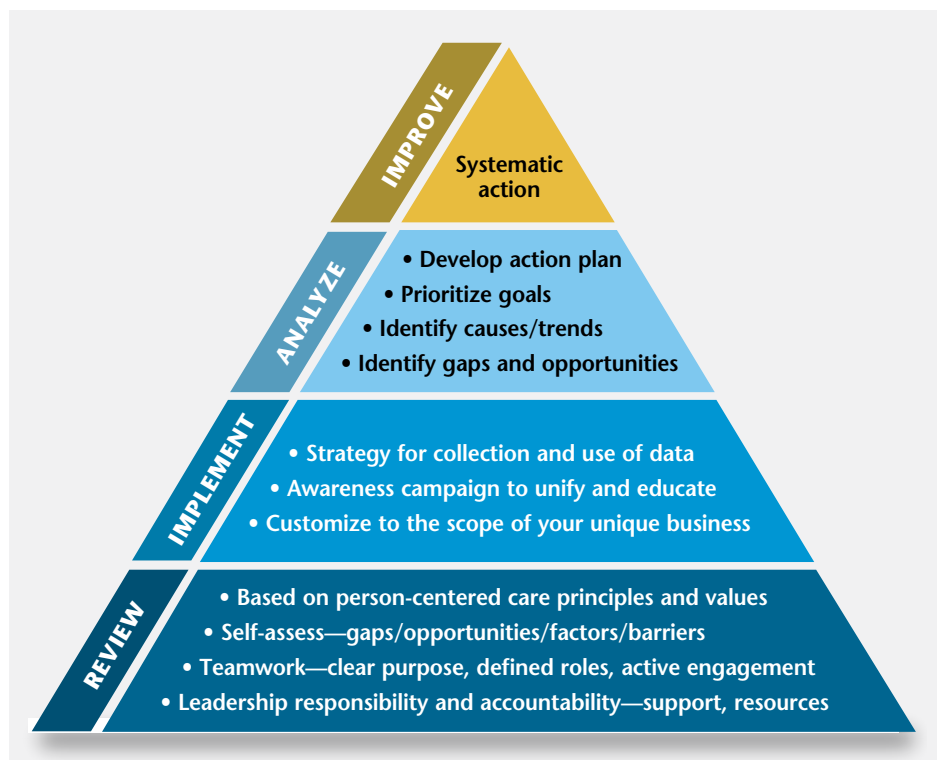 IMPROVE
Systematic
action
ANALYZE
• Develop action plan
• Prioritize goals
• Identify causes/trends
• Identify gaps and opportunities
IMPLEMENT
• Strategy for collection and use of data
• Awareness campaign to unify and educate
• Customize to the scope of your unique business
REVIEW
• Based on person-centered care principles and values
• Self-assess—gaps/opportunities/factors/barriers
• Teamwork—clear purpose, defined roles, active engagement
• Leadership responsibility and accountability—support, resources